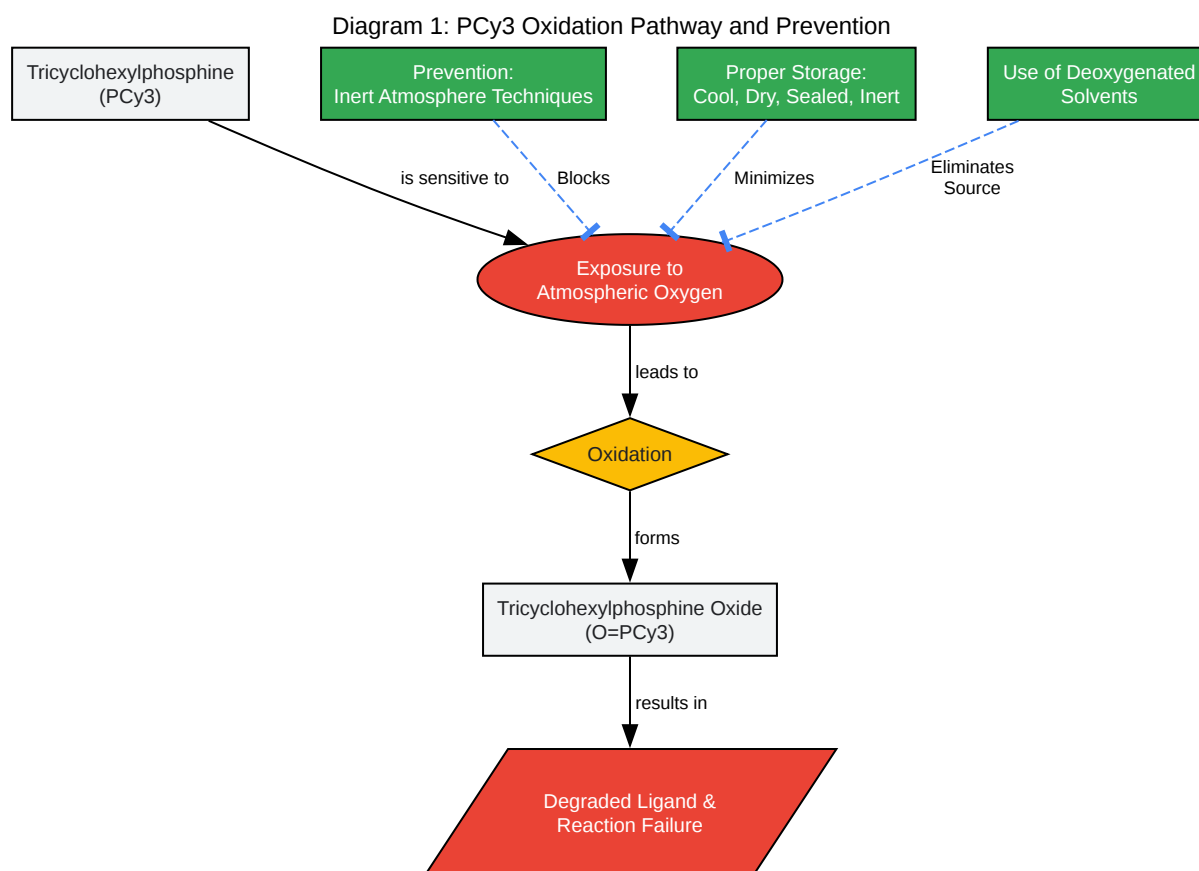 Diagram 1: PCy3 Oxidation Pathway and Prevention
Tricyclohexylphosphine
(PCy3)
Prevention:
Inert Atmosphere Techniques
Proper Storage:
Cool, Dry, Sealed, Inert
Use of Deoxygenated
Solvents
is sensitive to
Blocks
Minimizes
Eliminates
Source
Exposure to
Atmospheric Oxygen
leads to
Oxidation
forms
Tricyclohexylphosphine Oxide
(O=PCy3)
results in
Degraded Ligand &
Reaction Failure